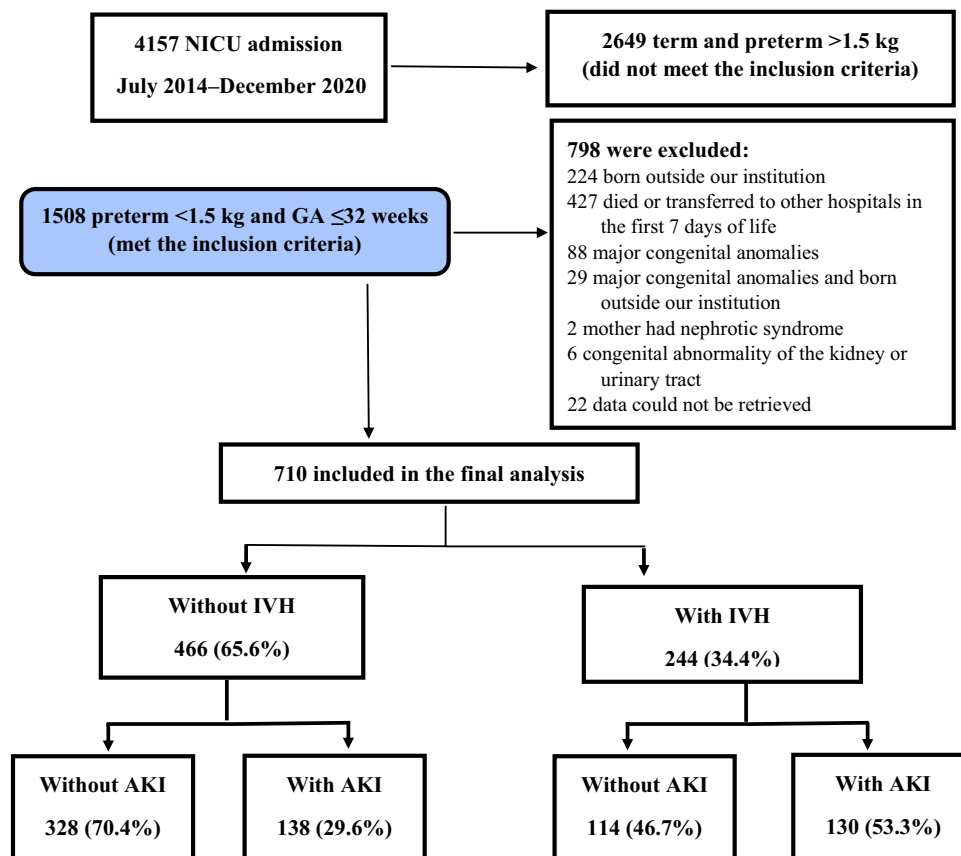 4157 NICU admission
July 2014–December 2020
2649 term and preterm >1.5 kg
(did not meet the inclusion criteria)
1508 preterm <1.5 kg and GA ≤32 weeks
(met the inclusion criteria)
798 were excluded:
224 born outside our institution
427 died or transferred to other hospitals in
the first 7 days of life
88 major congenital anomalies
29 major congenital anomalies and born
outside our institution
2 mother had nephrotic syndrome
6 congenital abnormality of the kidney or
urinary tract
22 data could not be retrieved
710 included in the final analysis
Without IVH
466 (65.6%)
With IVH
244 (34.4%)
Without AKI
328 (70.4%)
With AKI
138 (29.6%)
Without AKI
114 (46.7%)
With AKI
130 (53.3%)